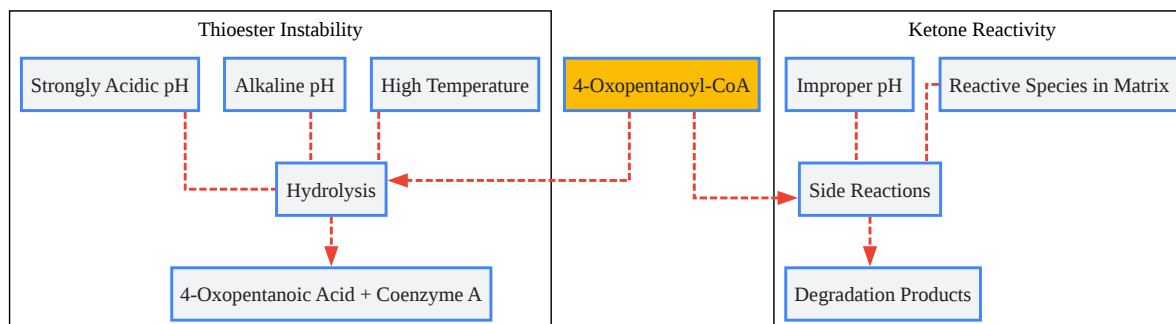 Thioester Instability
Ketone Reactivity
Strongly Acidic pH
Alkaline pH
High Temperature
4-Oxopentanoyl-CoA
Improper pH
Reactive Species in Matrix
Hydrolysis
Side Reactions
4-Oxopentanoic Acid + Coenzyme A
Degradation Products